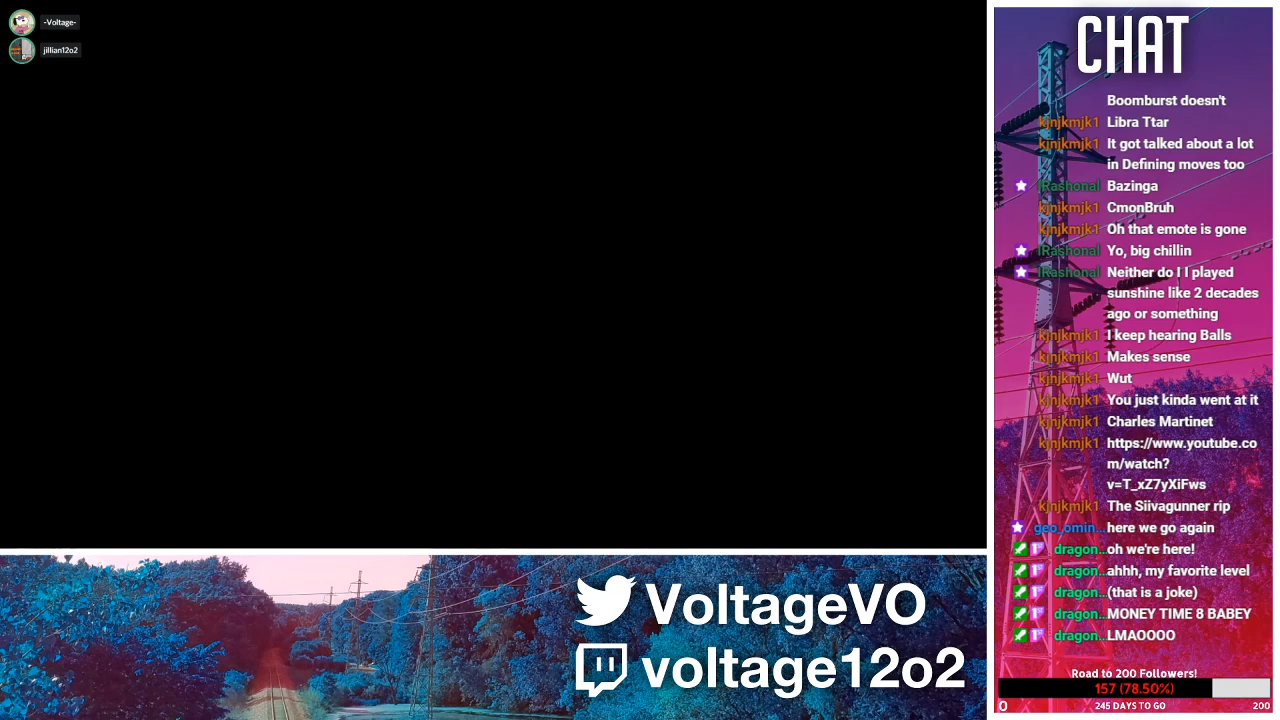 -Voltage-
jillian12o2
CHAT
Boomburst doesn't
kjnjkmjk1 Libra Ttar
kjnjkmjk1 It got talked about a lot
in Defining moves too
IRashonal Bazinga
kjnjkmjk1 CmonBruh
kjnjkmjk1 Oh that emote is gone
IRashonal Yo, big chillin
IRashonal Neither do I I played
sunshine like 2 decades
ago or something
kjnjkmjk1 I keep hearing Balls
kjnjkmjk1 Makes sense
kjnjkmjk1 Wut
kjnjkmjk1 You just kinda went at it
kjnjkmjk1 Charles Martinet
kjnjkmjk1 https://www.youtube.co
m/watch?
v=T_xZ7yXiFws
kjnjkmjk1 The Siivagunner rip
geo_omin... here we go again
dragon... oh we're here!
dragon... ahhh, my favorite level
dragon... (that is a joke)
dragon... MONEY TIME 8 BABEY
dragon... LMAOOOO
Road to 200 Followers!
157 (78.50%)
0 245 DAYS TO GO 200
VoltageVO
voltage12o2